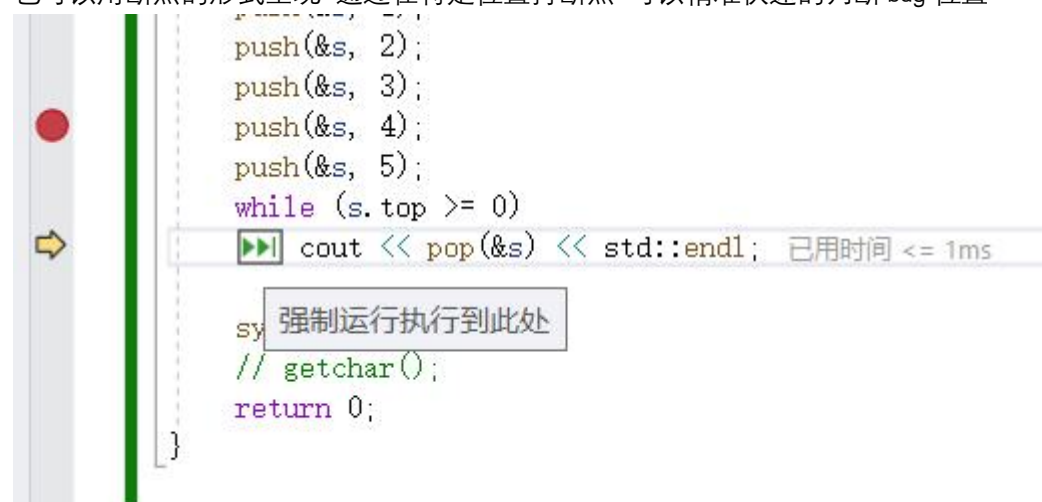 push(&s, 2);
push(&s, 3);
push(&s, 4);
push(&s, 5);
while (s.top >= 0)
cout << pop(&s) << std::endl; 已用时间 <= 1ms
强制运行执行到此处
sy
// getchar();
return 0;
}